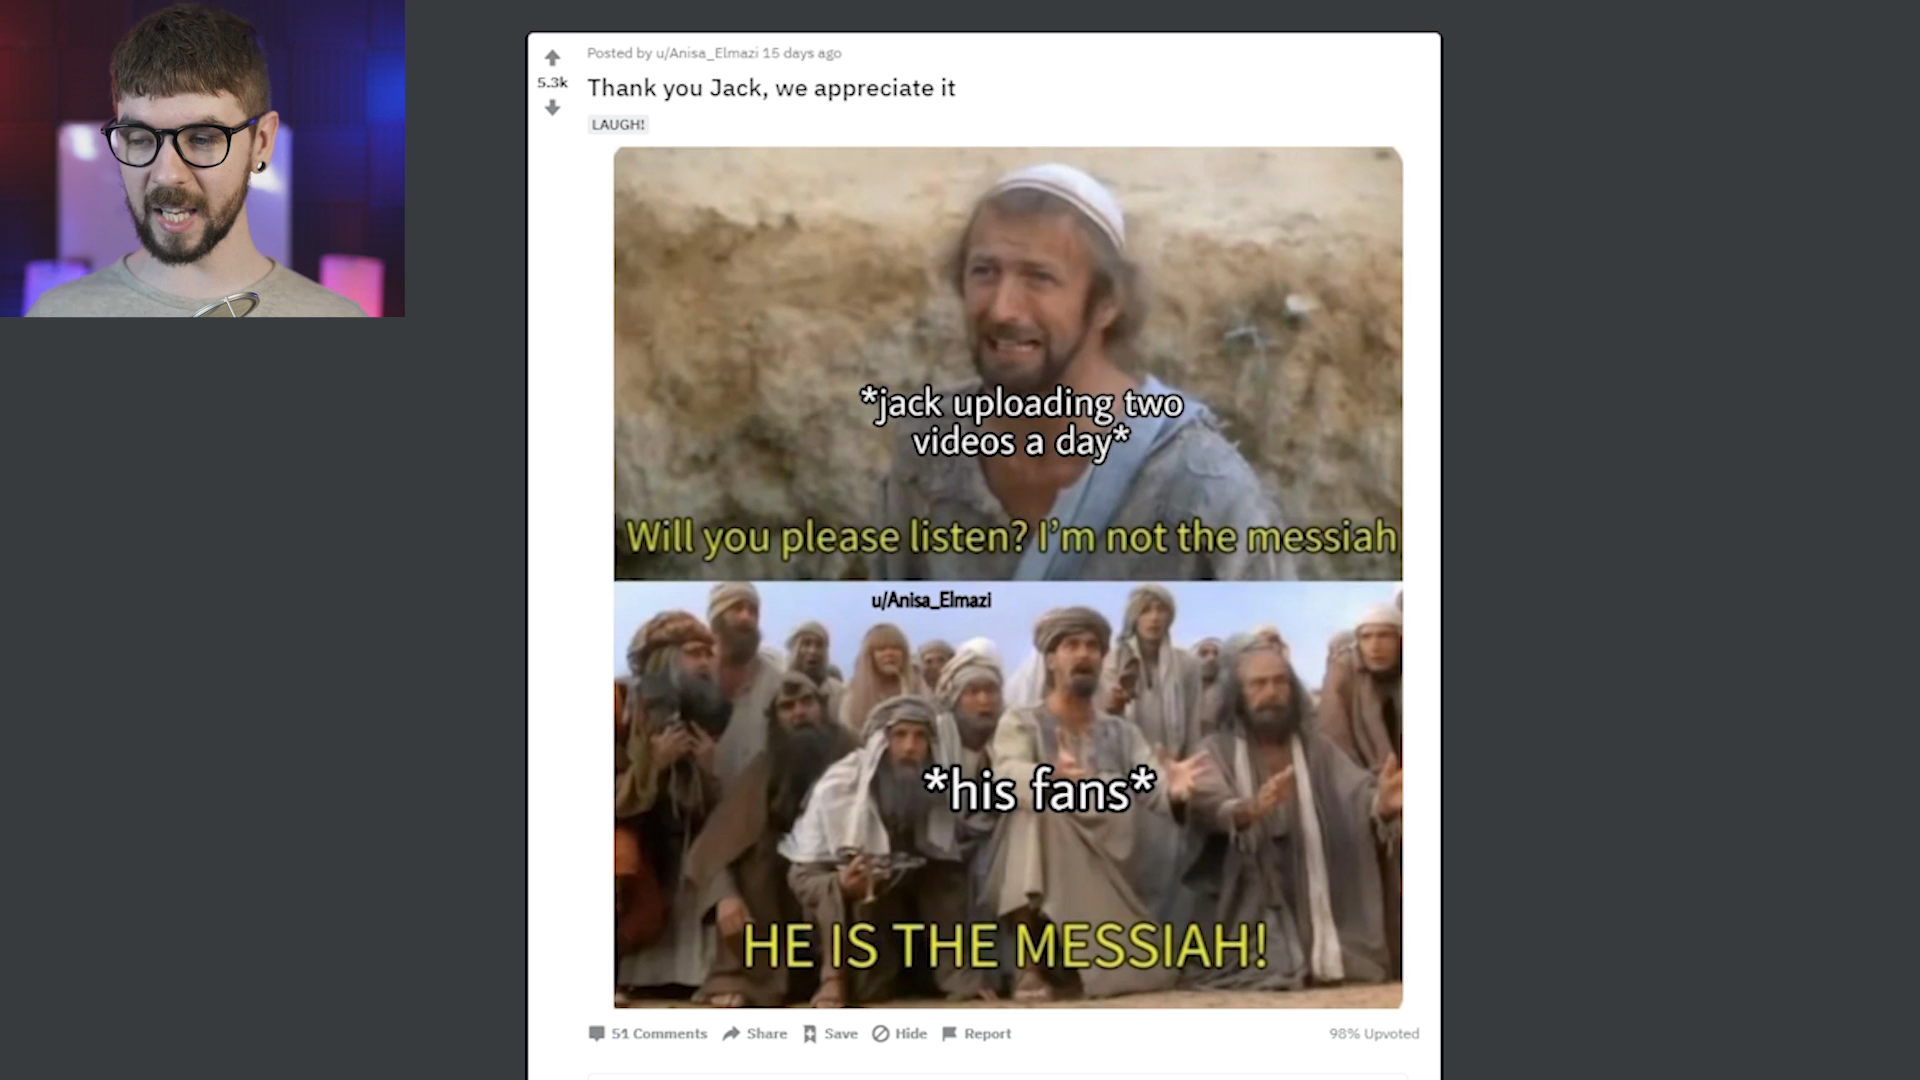 Posted by u/Anisa_Elmazi 15 days ago
5.3k
Thank you Jack, we appreciate it
LAUGH!
*jack uploading two
videos a day*
Will you please listen? I'm not the messiah
u/Anisa_Elmazi
*his fans*
HE IS THE MESSIAH!
51 Comments Share Save Hide Report 98% Upvoted